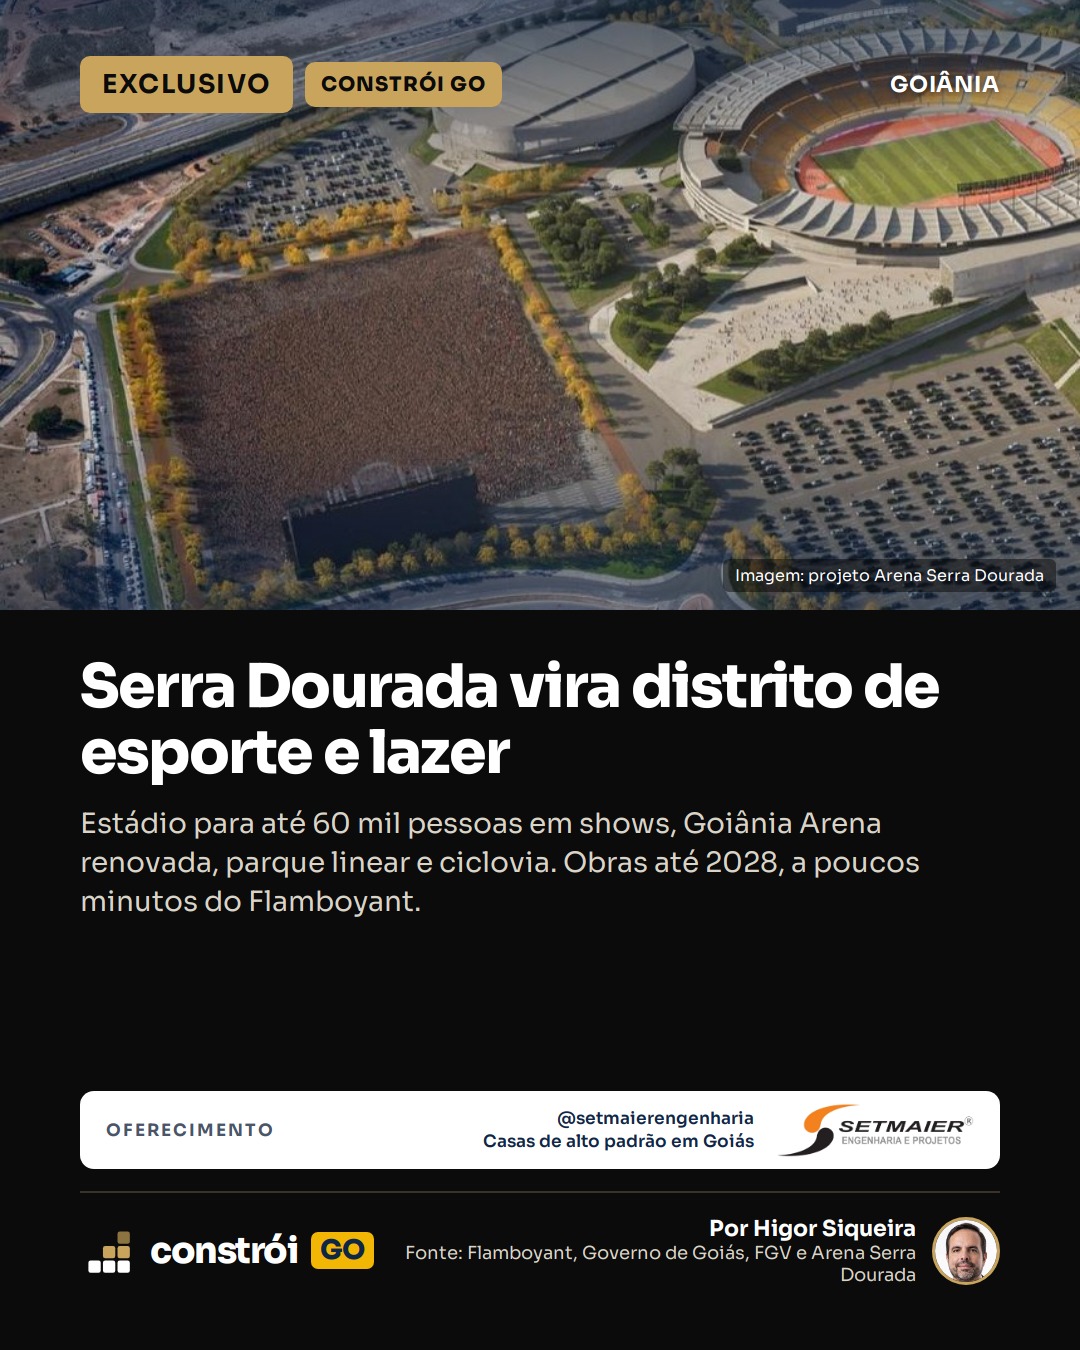 EXCLUSIVO
CONSTRÓI GO
GOIÂNIA
Imagem: projeto Arena Serra Dourada
Serra Dourada vira distrito de
esporte e lazer
Estádio para até 60 mil pessoas em shows, Goiânia Arena
renovada, parque linear e ciclovia. Obras até 2028, a poucos
minutos do Flamboyant.
OFERECIMENTO
@setmaierengenharia
Casas de alto padrão em Goiás
SETMAIER®
ENGENHARIA E PROJETOS
constrói GO
Por Higor Siqueira
Fonte: Flamboyant, Governo de Goiás, FGV e Arena Serra
Dourada